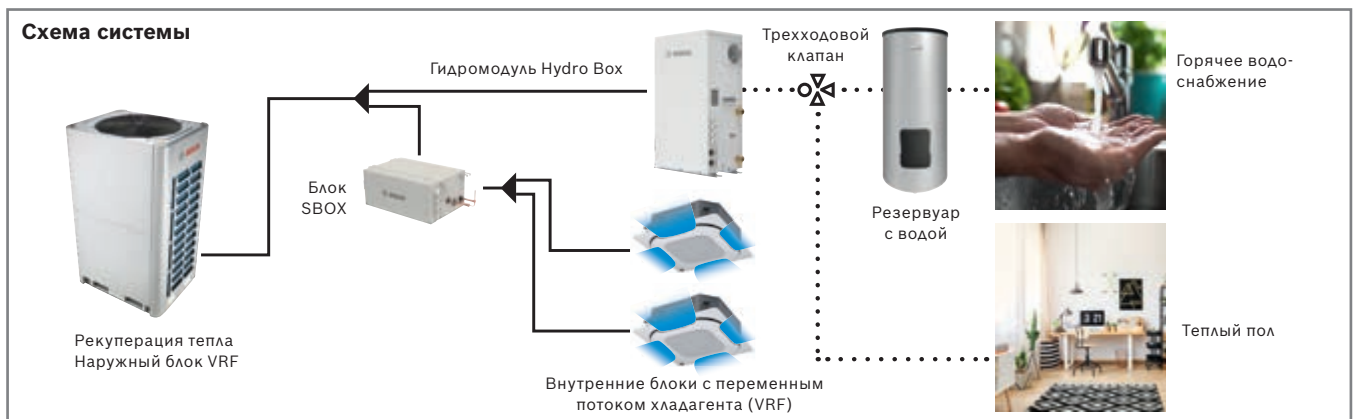 Схема системы
Гидромодуль Hydro Box
Трехходовой
клапан
Горячее водо-
снабжение
Блок
SBOX
Резервуар
с водой
Рекуперация тепла
Наружный блок VRF
Внутренние блоки с переменным
потоком хладагента (VRF)
Теплый пол